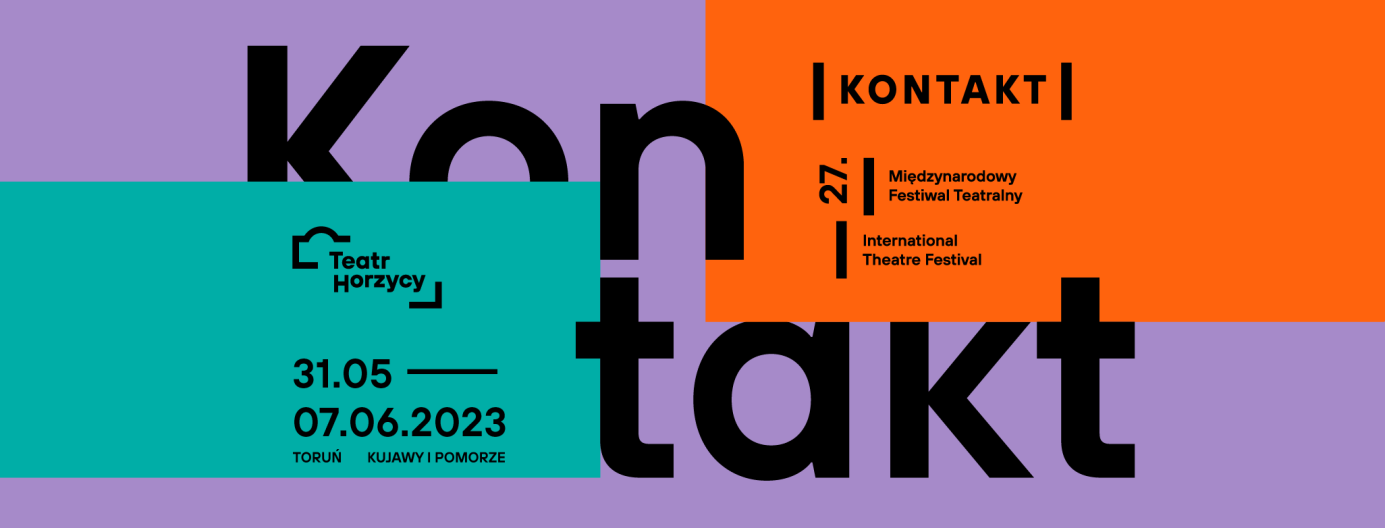 Kon
takt
| KONTAKT |
27.
Międzynarodowy
Festiwal Teatralny
International
Theatre Festival
Teatr
Horzycy
31.05 —
07.06.2023
TORUŃ KUJAWY I POMORZE